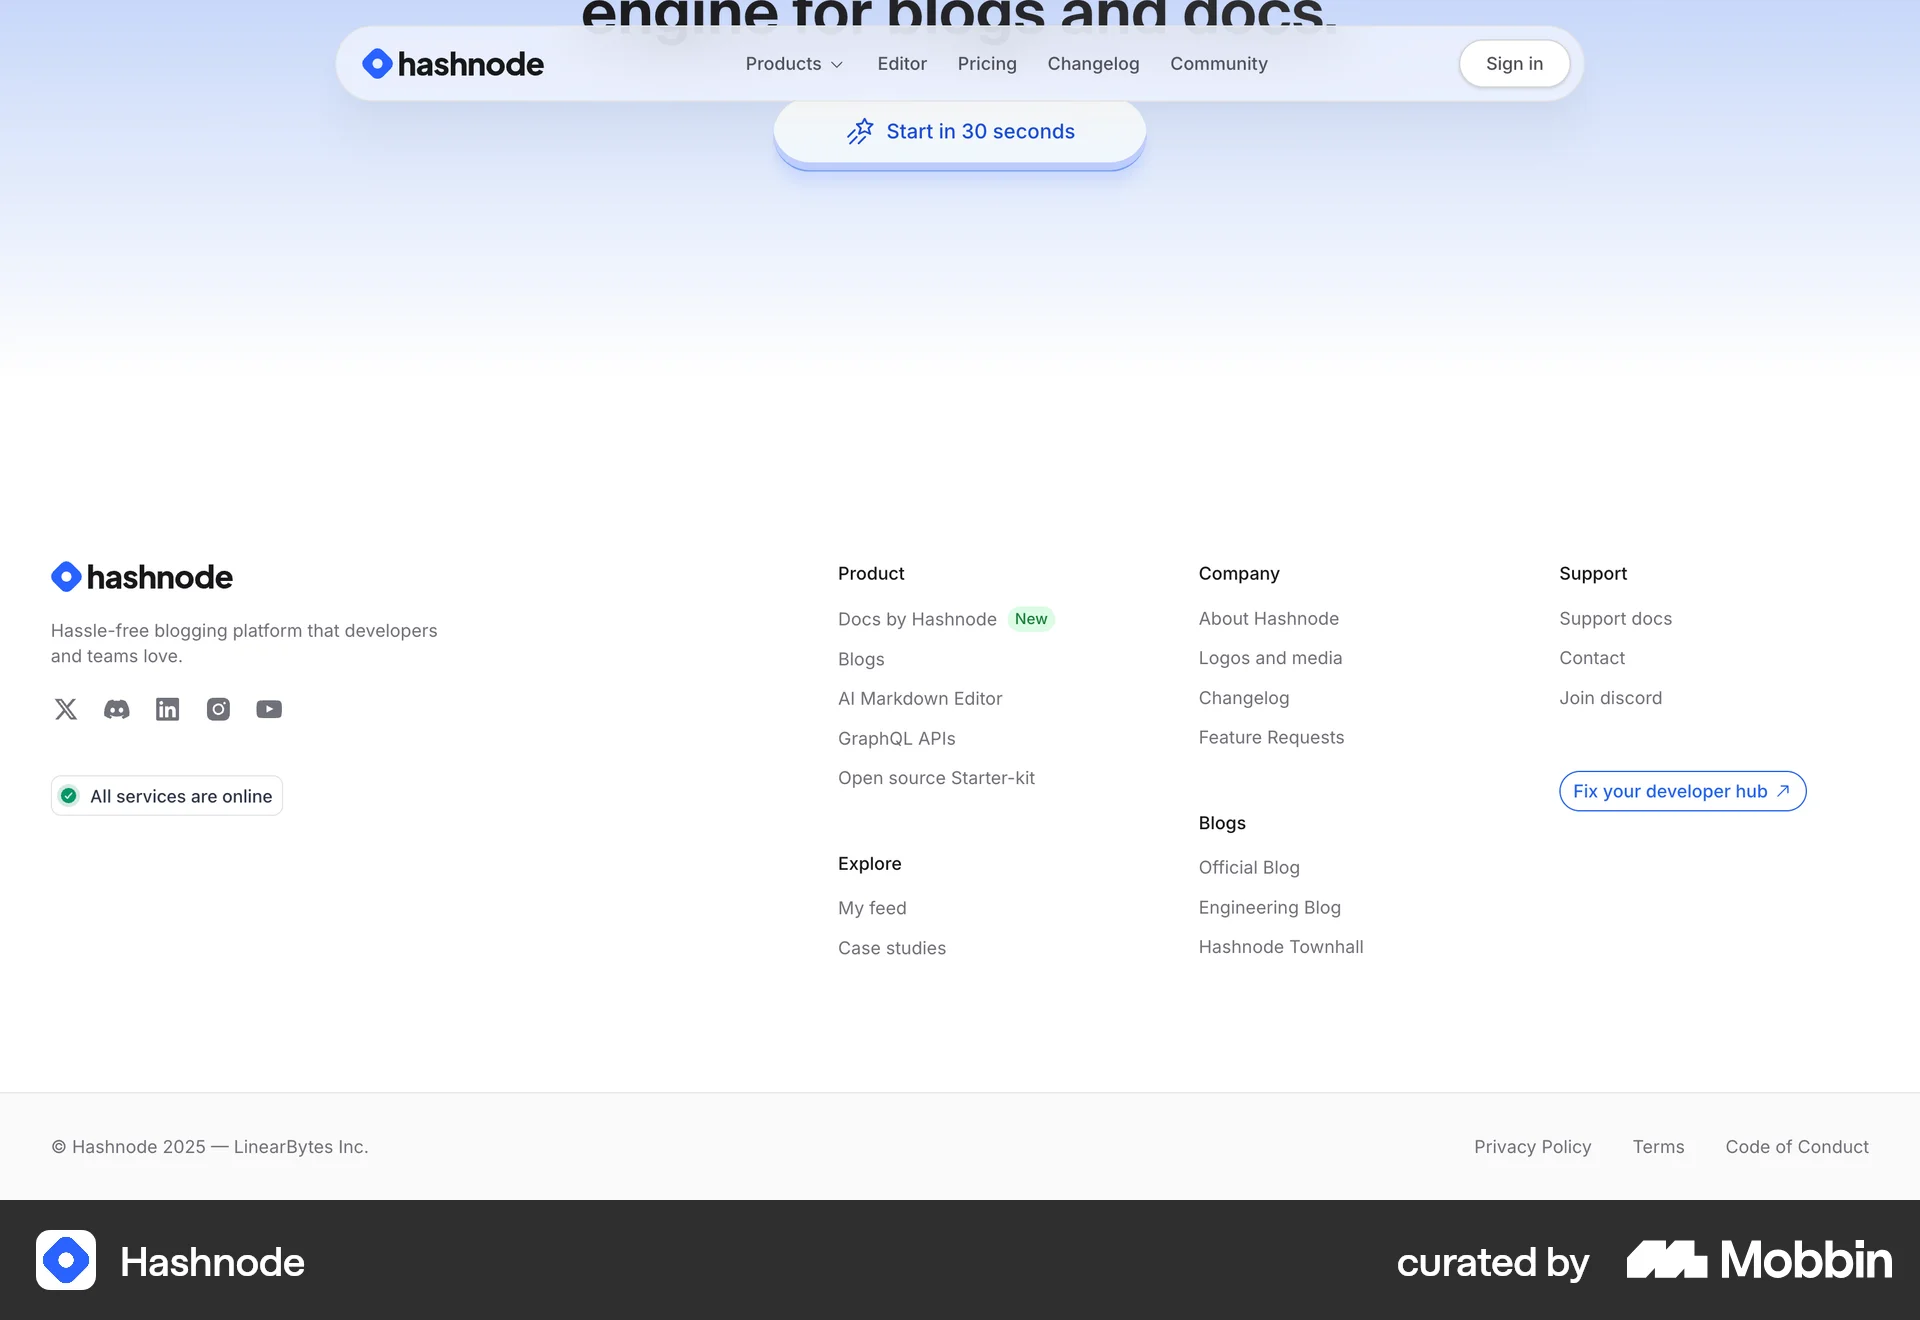 engine for blogs and docs.
hashnode
Products
Editor
Pricing
Changelog
Community
Sign in
Start in 30 seconds
hashnode
Hassle-free blogging platform that developers
and teams love.
All services are online
Product
Docs by Hashnode New
Blogs
AI Markdown Editor
GraphQL APIs
Open source Starter-kit
Explore
My feed
Case studies
Company
About Hashnode
Logos and media
Changelog
Feature Requests
Blogs
Official Blog
Engineering Blog
Hashnode Townhall
Support
Support docs
Contact
Join discord
Fix your developer hub
© Hashnode 2025 — LinearBytes Inc.
Privacy Policy
Terms
Code of Conduct
Hashnode
curated by
Mobbin